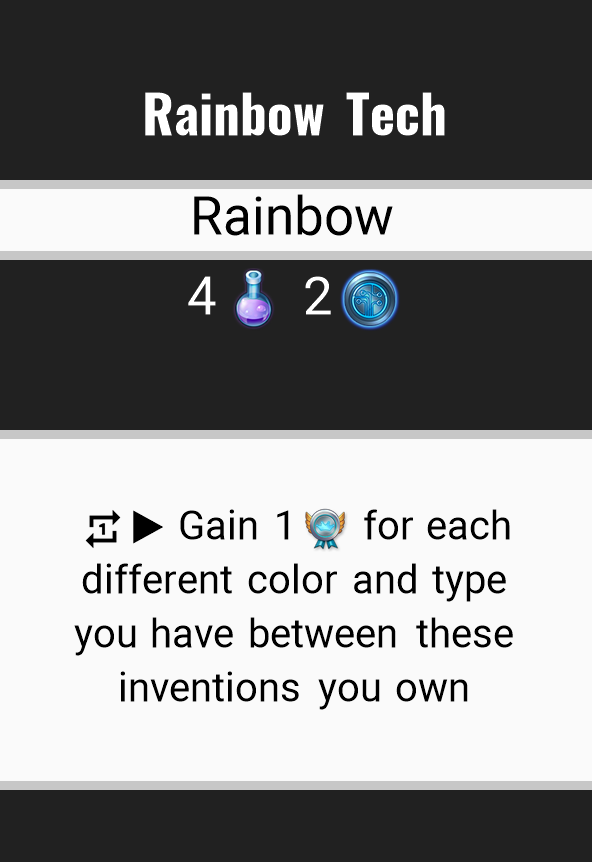 Rainbow Tech
Rainbow
4 2
1 Gain 1 for each
different color and type
you have between these
inventions you own